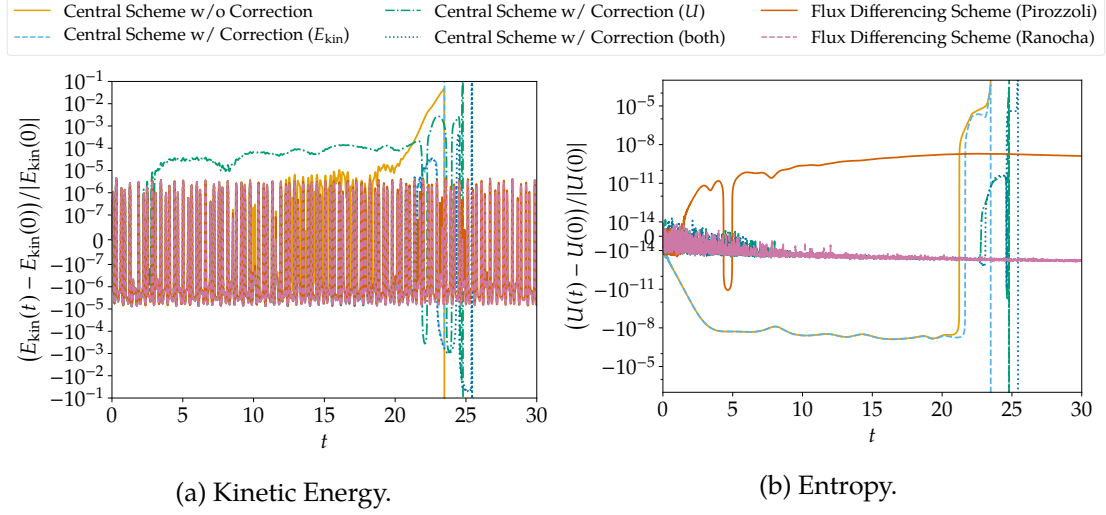 Central Scheme w/o Correction
Central Scheme w/ Correction (E_kin)
Central Scheme w/ Correction (U)
Central Scheme w/ Correction (both)
Flux Differencing Scheme (Pirozzoli)
Flux Differencing Scheme (Ranocha)
(E_kin(t) − E_kin(0))/|E_kin(0)|
10^−1
10^−2
10^−3
10^−4
10^−5
10^−6
10^−7
0
−10^−7
−10^−6
−10^−5
−10^−4
−10^−3
−10^−2
−10^−1
0 5 10 15 20 25 30
t
(a) Kinetic Energy.
(U(t) − U(0))/|U(0)|
10^−5
10^−8
10^−11
10^−14
0
−10^−14
−10^−11
−10^−8
−10^−5
0 5 10 15 20 25 30
t
(b) Entropy.